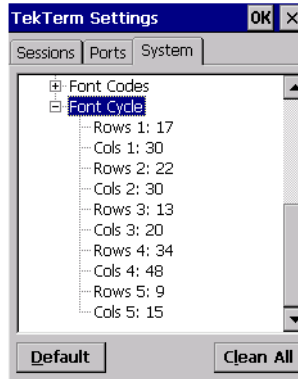 TekTerm Settings OK ×
Sessions Ports System
Font Codes
Font Cycle
Rows 1: 17
Cols 1: 30
Rows 2: 22
Cols 2: 30
Rows 3: 13
Cols 3: 20
Rows 4: 34
Cols 4: 48
Rows 5: 9
Cols 5: 15
Default Clean All